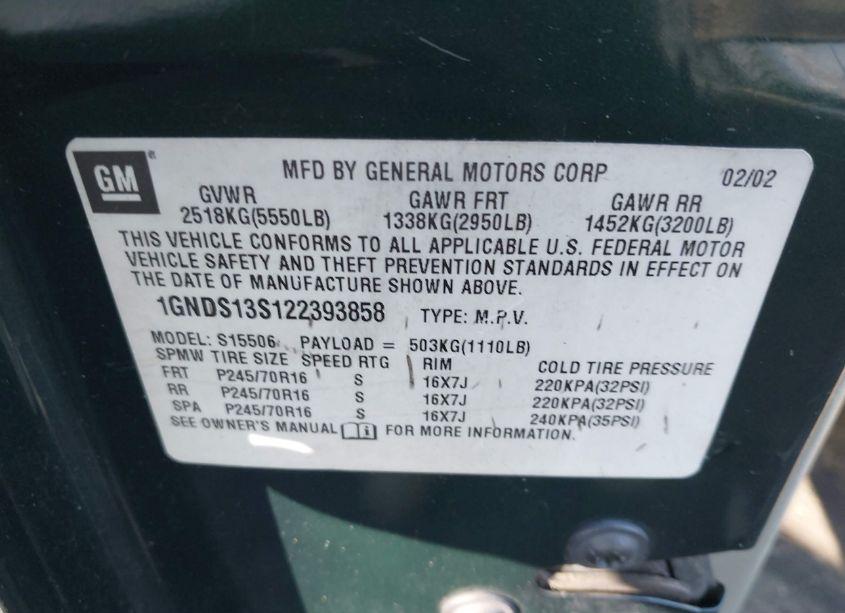 GM
MFD BY GENERAL MOTORS CORP 02/02
GVWR GAWR FRT GAWR RR
2518KG(5550LB) 1338KG(2950LB) 1452KG(3200LB)
THIS VEHICLE CONFORMS TO ALL APPLICABLE U.S. FEDERAL MOTOR
VEHICLE SAFETY AND THEFT PREVENTION STANDARDS IN EFFECT ON
THE DATE OF MANUFACTURE SHOWN ABOVE.
1GNDS13S122393858 TYPE: M.P.V.
MODEL: S15506 PAYLOAD = 503KG(1110LB)
SPMW TIRE SIZE SPEED RTG RIM COLD TIRE PRESSURE
FRT P245/70R16 S 16X7J 220KPA(32PSI)
RR P245/70R16 S 16X7J 220KPA(32PSI)
SPA P245/70R16 S 16X7J 240KPA(35PSI)
SEE OWNER'S MANUAL FOR MORE INFORMATION.